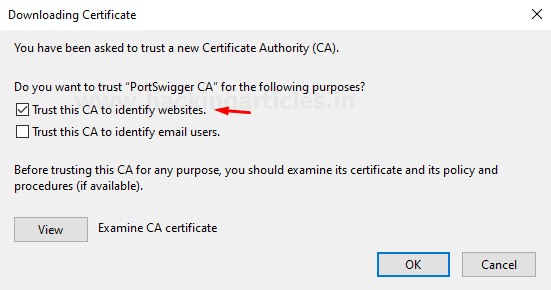 Downloading Certificate
You have been asked to trust a new Certificate Authority (CA).
Do you want to trust “PortSwigger CA” for the following purposes?
www.hackingarticles.in
Trust this CA to identify websites.
Trust this CA to identify email users.
Before trusting this CA for any purpose, you should examine its certificate and its policy and
procedures (if available).
View Examine CA certificate
OK Cancel